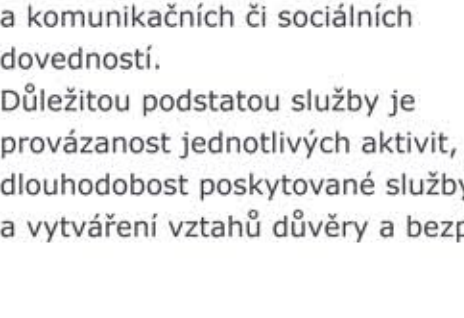 a komunikačních či sociálních
dovedností.
Důležitou podstatou služby je
provázanost jednotlivých aktivit,
dlouhodobost poskytované služby
a vytváření vztahů důvěry a